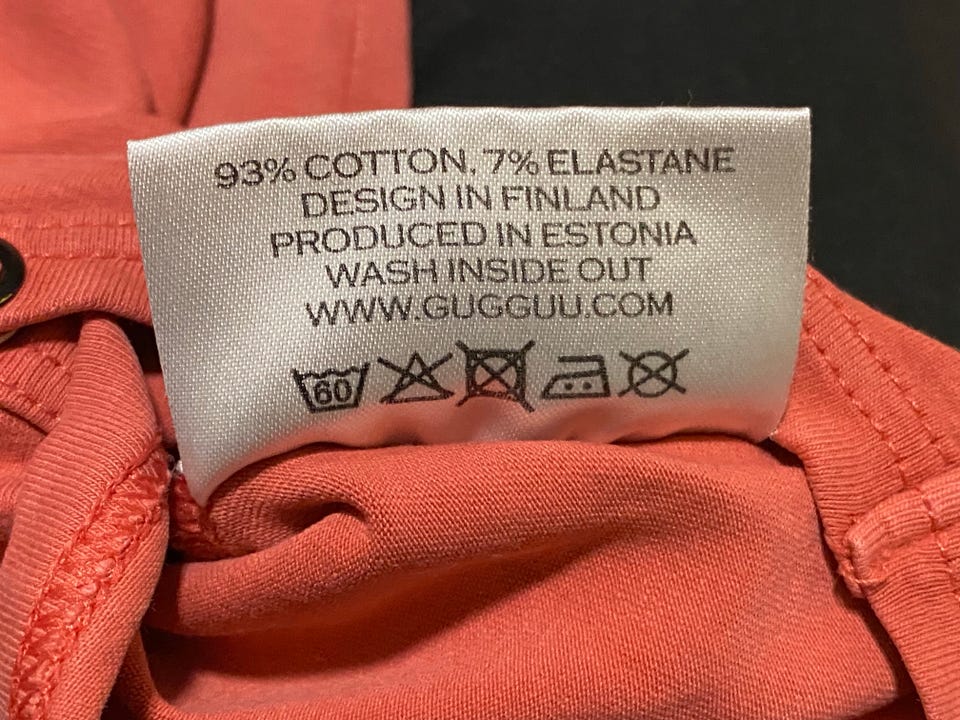 93% COTTON, 7% ELASTANE
DESIGN IN FINLAND
PRODUCED IN ESTONIA
WASH INSIDE OUT
WWW.GUGGUU.COM
60